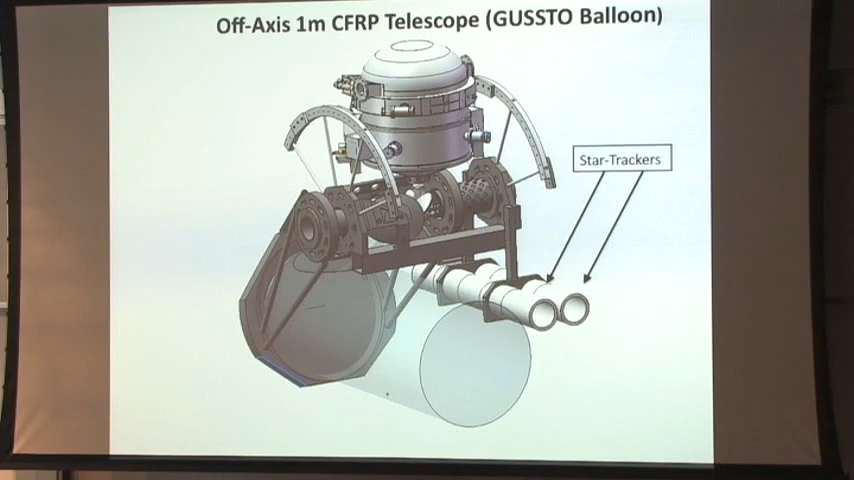 Off-Axis 1m CFRP Telescope (GUSSTO Balloon)
Star-Trackers